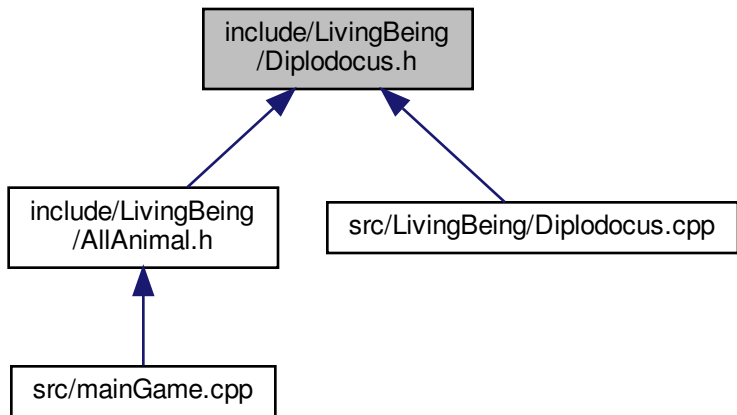 include/LivingBeing
/Diplodocus.h
include/LivingBeing
/AllAnimal.h
src/LivingBeing/Diplodocus.cpp
src/mainGame.cpp